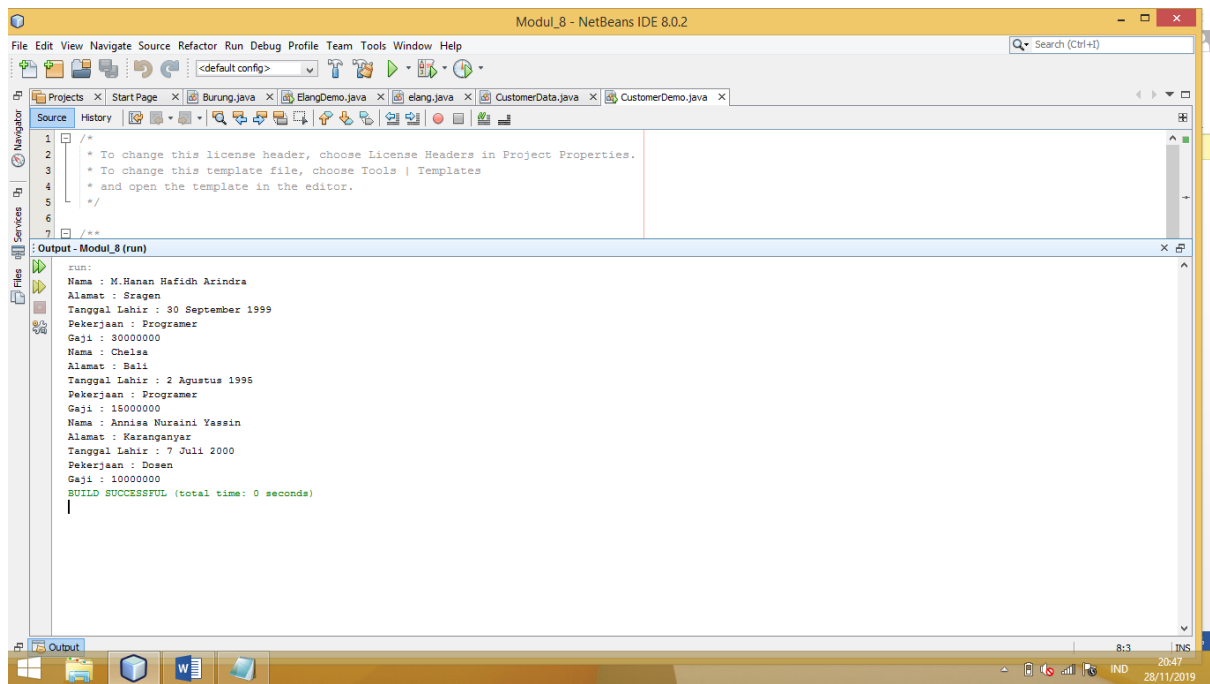 Modul_8 - NetBeans IDE 8.0.2
File Edit View Navigate Source Refactor Run Debug Profile Team Tools Window Help
Search (Ctrl+I)
<default config>
Projects Start Page Burung.java ElangDemo.java elang.java CustomerData.java CustomerDemo.java
Source History
Navigator
Services
Files
1 /*
2 * To change this license header, choose License Headers in Project Properties.
3 * To change this template file, choose Tools | Templates
4 * and open the template in the editor.
5 */
6
7 /**
Output - Modul_8 (run)
run:
Nama : M.Hanan Hafidh Arindra
Alamat : Sragen
Tanggal Lahir : 30 September 1999
Pekerjaan : Programer
Gaji : 30000000
Nama : Chelsa
Alamat : Bali
Tanggal Lahir : 2 Agustus 1995
Pekerjaan : Programer
Gaji : 15000000
Nama : Annisa Nuraini Yassin
Alamat : Karanganyar
Tanggal Lahir : 7 Juli 2000
Pekerjaan : Dosen
Gaji : 10000000
BUILD SUCCESSFUL (total time: 0 seconds)
Output
8:3 INS
IND
20:47
28/11/2019